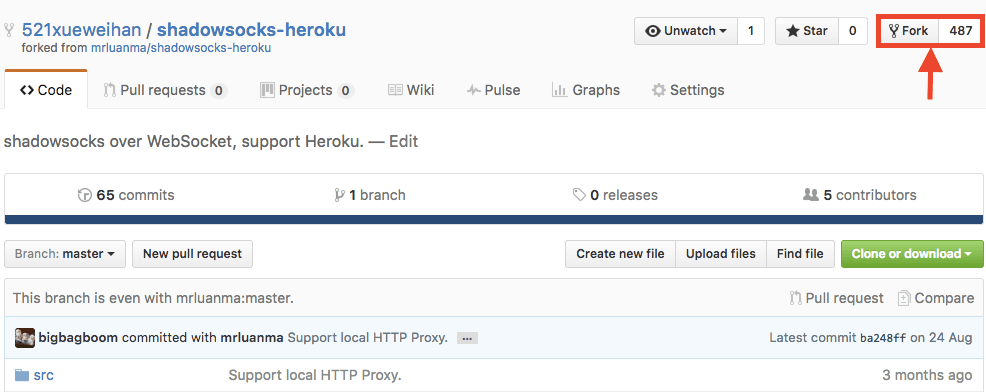 521xueweihan / shadowsocks-heroku
Unwatch 1 Star 0 Fork 487
forked from mrluanma/shadowsocks-heroku
Code Pull requests 0 Projects 0 Wiki Pulse Graphs Settings
shadowsocks over WebSocket, support Heroku. — Edit
65 commits 1 branch 0 releases 5 contributors
Branch: master New pull request Create new file Upload files Find file Clone or download
This branch is even with mrluanma:master. Pull request Compare
bigbagboom committed with mrluanma Support local HTTP Proxy. ... Latest commit ba248ff on 24 Aug
src Support local HTTP Proxy. 3 months ago